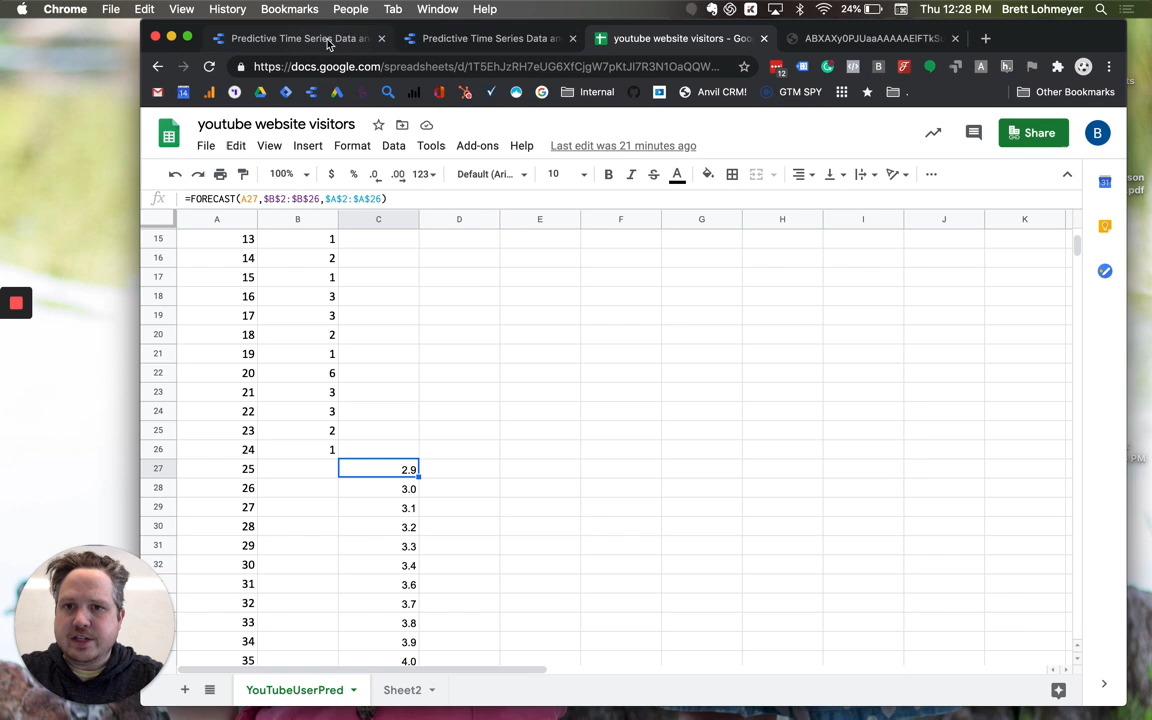 Chrome File Edit View History Bookmarks People Tab Window Help 24% Thu 12:28 PM Brett Lohmeyer
Predictive Time Series Data an Predictive Time Series Data an youtube website visitors - Goo ABXAXy0PJUaaAAAAElFTkSu
https://docs.google.com/spreadsheets/d/1T5EhJzRH7eUG6XfCjgW7pKtJI7R3N1OaQQW... 12
Internal Anvil CRM! GTM SPY . Other Bookmarks
youtube website visitors
Share B
File Edit View Insert Format Data Tools Add-ons Help Last edit was 21 minutes ago
100% $ % .0 .00 123 Default (Ari... 10 B I S A
fx =FORECAST(A27,$B$2:$B$26,$A$2:$A$26)
A B C D E F G H I J K
15 13 1
16 14 2
17 15 1
18 16 3
19 17 3
20 18 2
21 19 1
22 20 6
23 21 3
24 22 3
25 23 2
26 24 1
27 25 2.9
28 26 3.0
29 27 3.1
30 28 3.2
31 29 3.3
32 30 3.4
31 3.6
32 3.7
33 3.8
34 3.9
35 4.0
YouTubeUserPred Sheet2
son
.pdf
PM